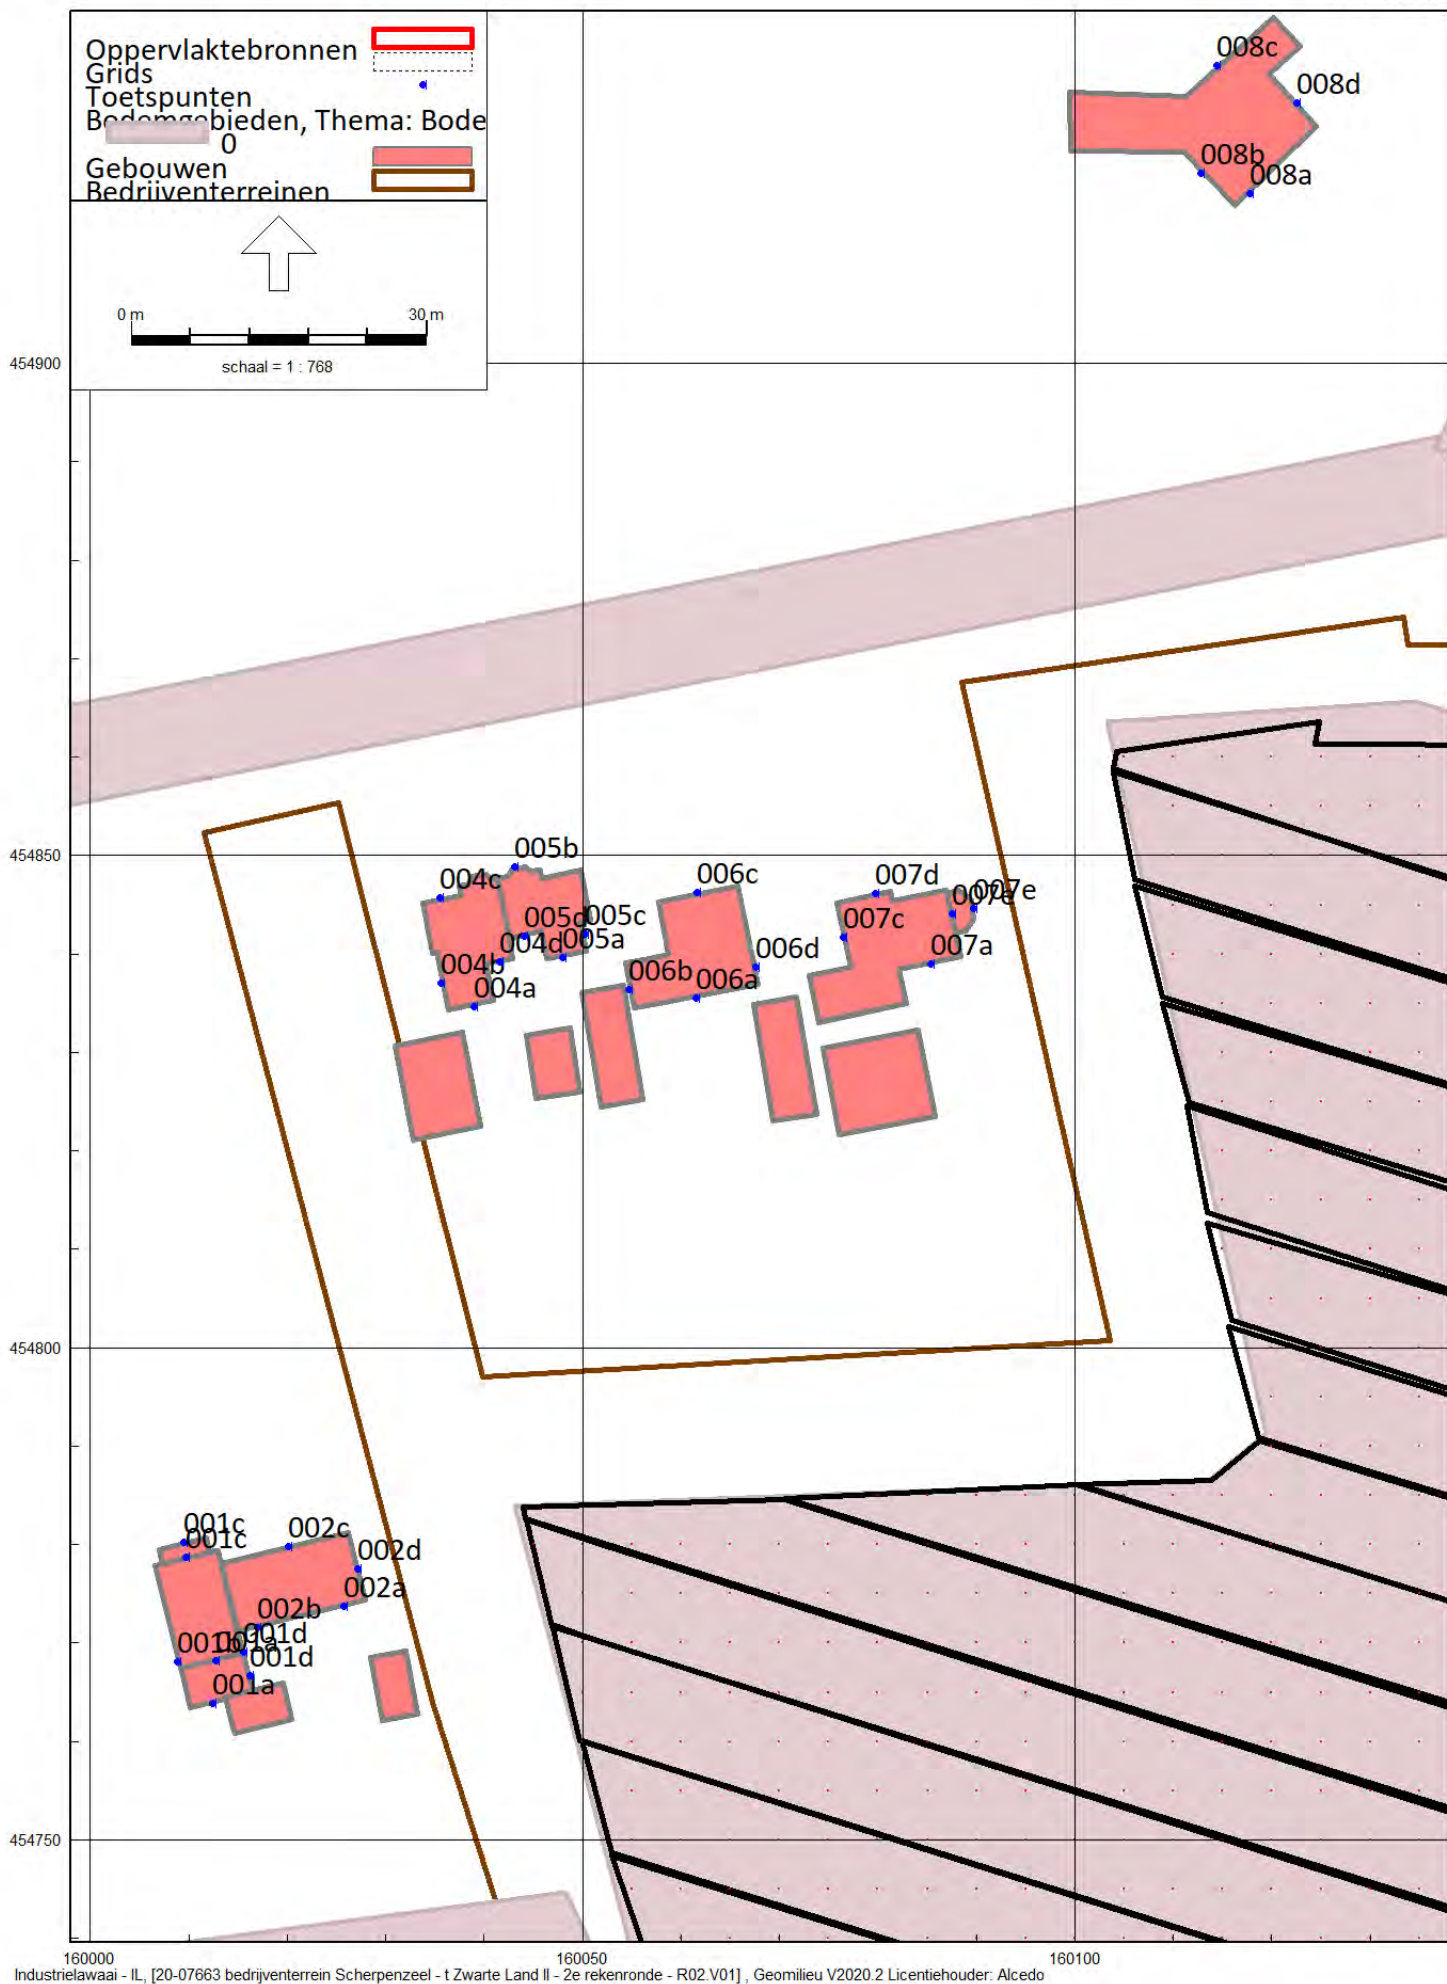 Oppervlaktebronnen
Grids
Toetspunten
Bodemgebieden, Thema: Bode
0
Gebouwen
Bedrijventerreinen
0 m 30 m
schaal = 1 : 768
008c
008d
008b
008a
454900
454850
005b
004c
006c
007d
007e
007e
005c
005d
007c
005a
004d
007a
004b
006d
006b
006a
004a
454800
001c
002c
001c
002d
002a
002b
001d
001b
001a
001d
001a
454750
160000 160050 160100
Industrielawaai - IL, [20-07663 bedrijventerrein Scherpenzeel - t Zwarte Land II - 2e rekenronde - R02.V01] , Geomilieu V2020.2 Licentiehouder: Alcedo